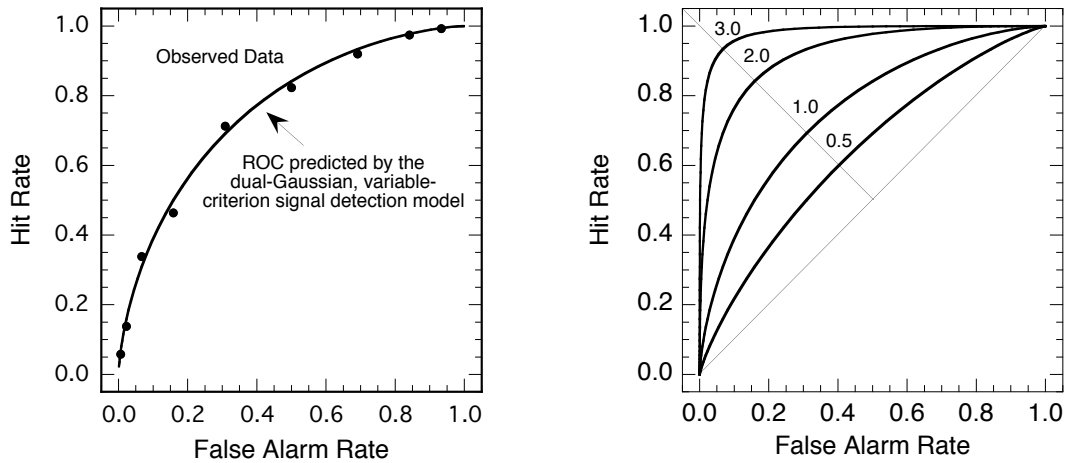 1.0
Observed Data
0.8
0.6
ROC predicted by the
dual-Gaussian, variable-
criterion signal detection model
0.4
0.2
0.0
Hit Rate
0.0 0.2 0.4 0.6 0.8 1.0
False Alarm Rate
1.0
3.0
2.0
0.8
1.0
0.5
0.6
0.4
0.2
0.0
Hit Rate
0.0 0.2 0.4 0.6 0.8 1.0
False Alarm Rate